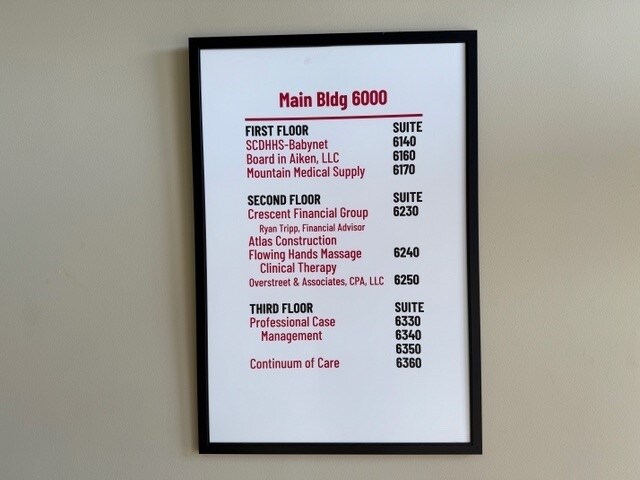 Main Bldg 6000
FIRST FLOOR SUITE
SCDHHS-Babynet 6140
Board in Aiken, LLC 6160
Mountain Medical Supply 6170
SECOND FLOOR SUITE
Crescent Financial Group 6230
Ryan Tripp, Financial Advisor
Atlas Construction
Flowing Hands Massage 6240
Clinical Therapy
Overstreet & Associates, CPA, LLC 6250
THIRD FLOOR SUITE
Professional Case 6330
Management 6340
6350
Continuum of Care 6360